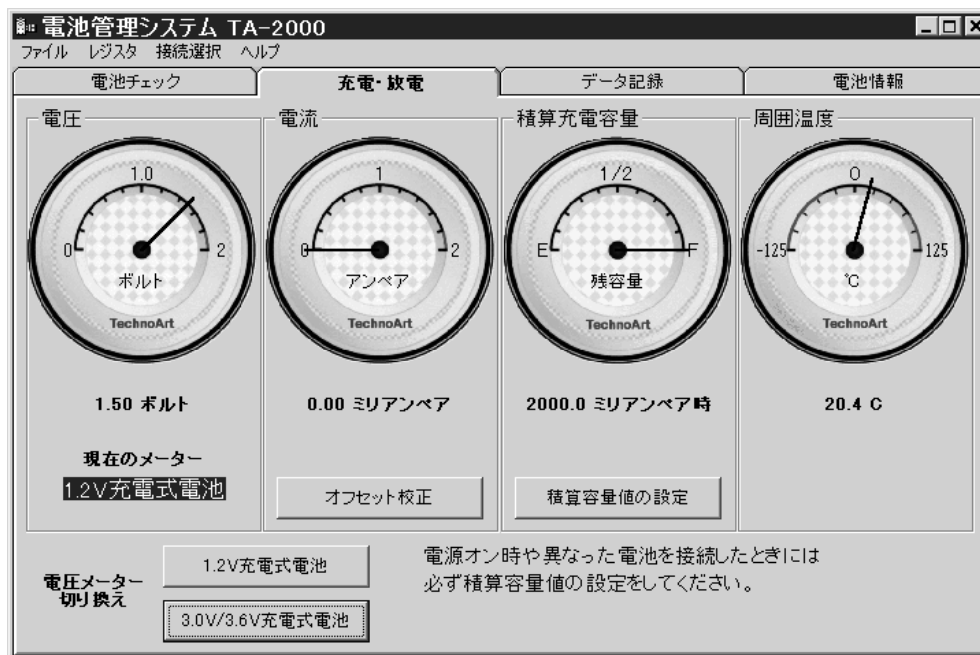 電池管理システム TA-2000
ファイル レジスタ 接続選択 ヘルプ
電池チェック 充電・放電 データ記録 電池情報
電圧 電流 積算充電容量 周囲温度
1.0 1 1/2 0
0 2 0 2 E F -125 125
ボルト アンペア 残容量 ℃
TechnoArt TechnoArt TechnoArt TechnoArt
1.50 ボルト 0.00 ミリアンペア 2000.0 ミリアンペア時 20.4 C
現在のメーター
1.2V充電式電池 オフセット校正 積算容量値の設定
電圧メーター
切り換え
1.2V充電式電池
3.0V/3.6V充電式電池
電源オン時や異なった電池を接続したときには
必ず積算容量値の設定をしてください。